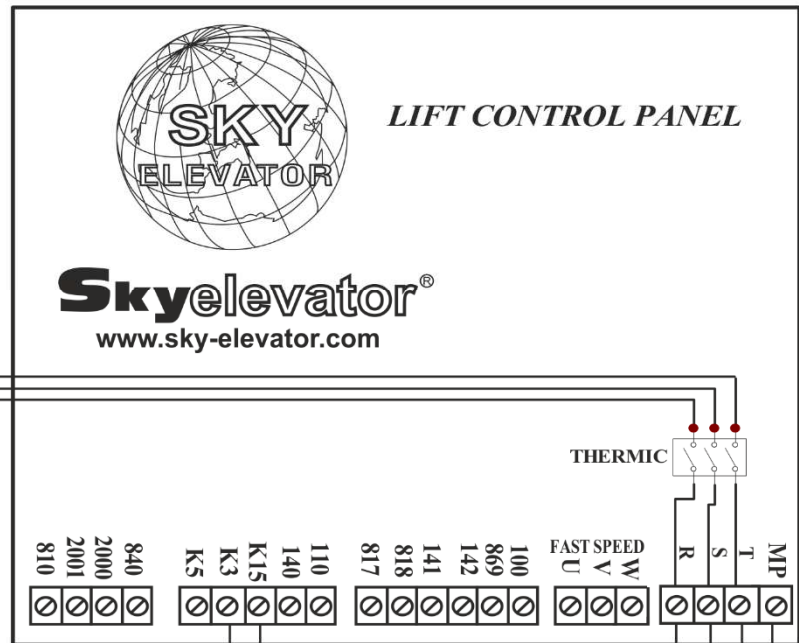 SKY
ELEVATOR
LIFT CONTROL PANEL
Skyelevator®
www.sky-elevator.com
THERMIC
810 2001 2000 840
K5 K3 K15 140 110
817 818 141 142 869 100
FAST SPEED
U V W
R S T MP